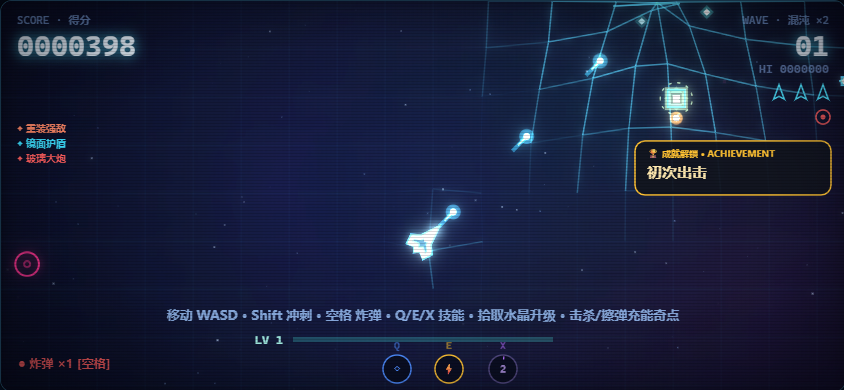 SCORE · 得分
0000398
WAVE · 混沌 ×2
01
HI 0000000
✦ 重装强敌
✦ 镜面护盾
✦ 玻璃大炮
成就解锁 • ACHIEVEMENT
初次出击
移动 WASD • Shift 冲刺 • 空格 炸弹 • Q/E/X 技能 • 拾取水晶升级 • 击杀/擦弹充能奇点
LV 1
Q
E
X
2
● 炸弹 ×1 [空格]